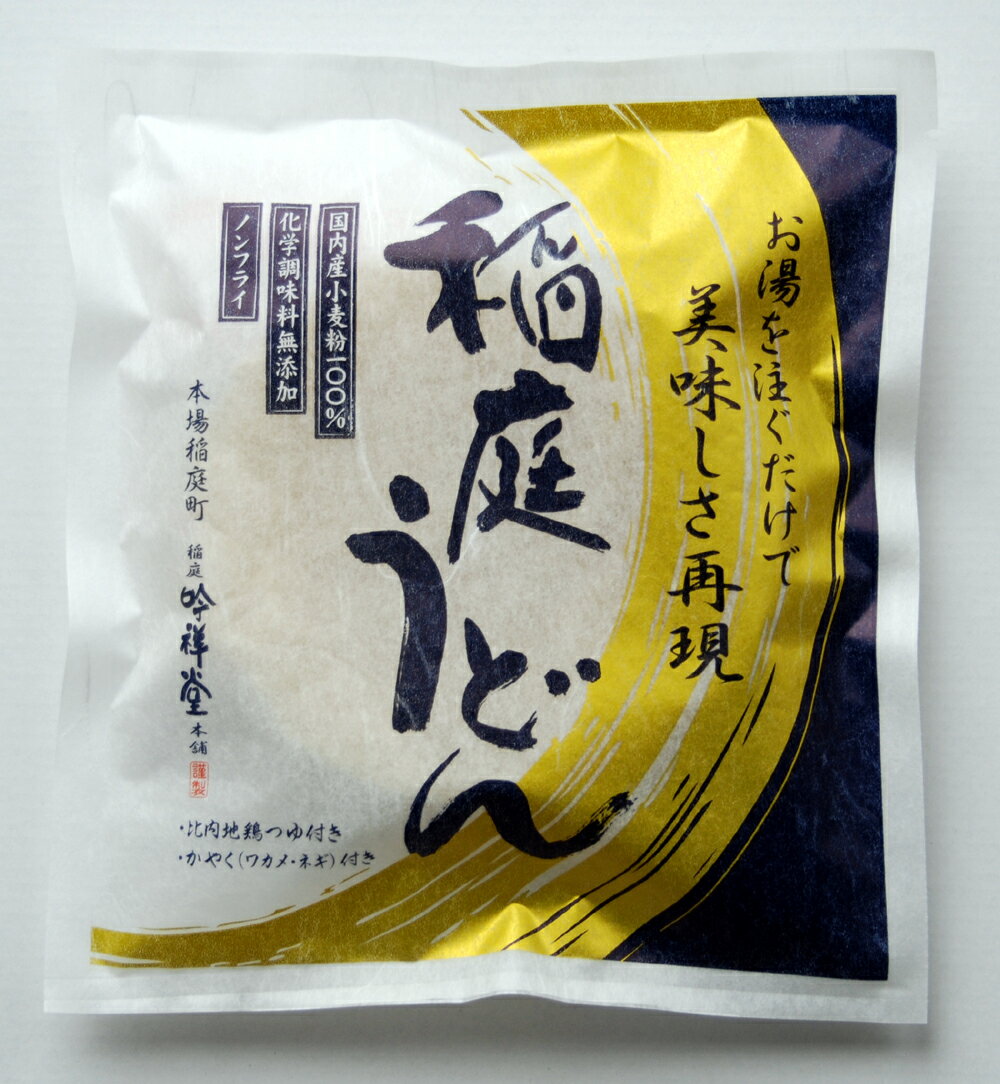 お湯を注ぐだけで
美味しさ再現
稲庭うどん
国内産小麦粉一〇〇%
化学調味料無添加
ノンフライ
本場稲庭町 稲庭 吟祥堂 本舗 謹製
・比内地鶏つゆ付き
・かやく(ワカメ・ネギ)付き